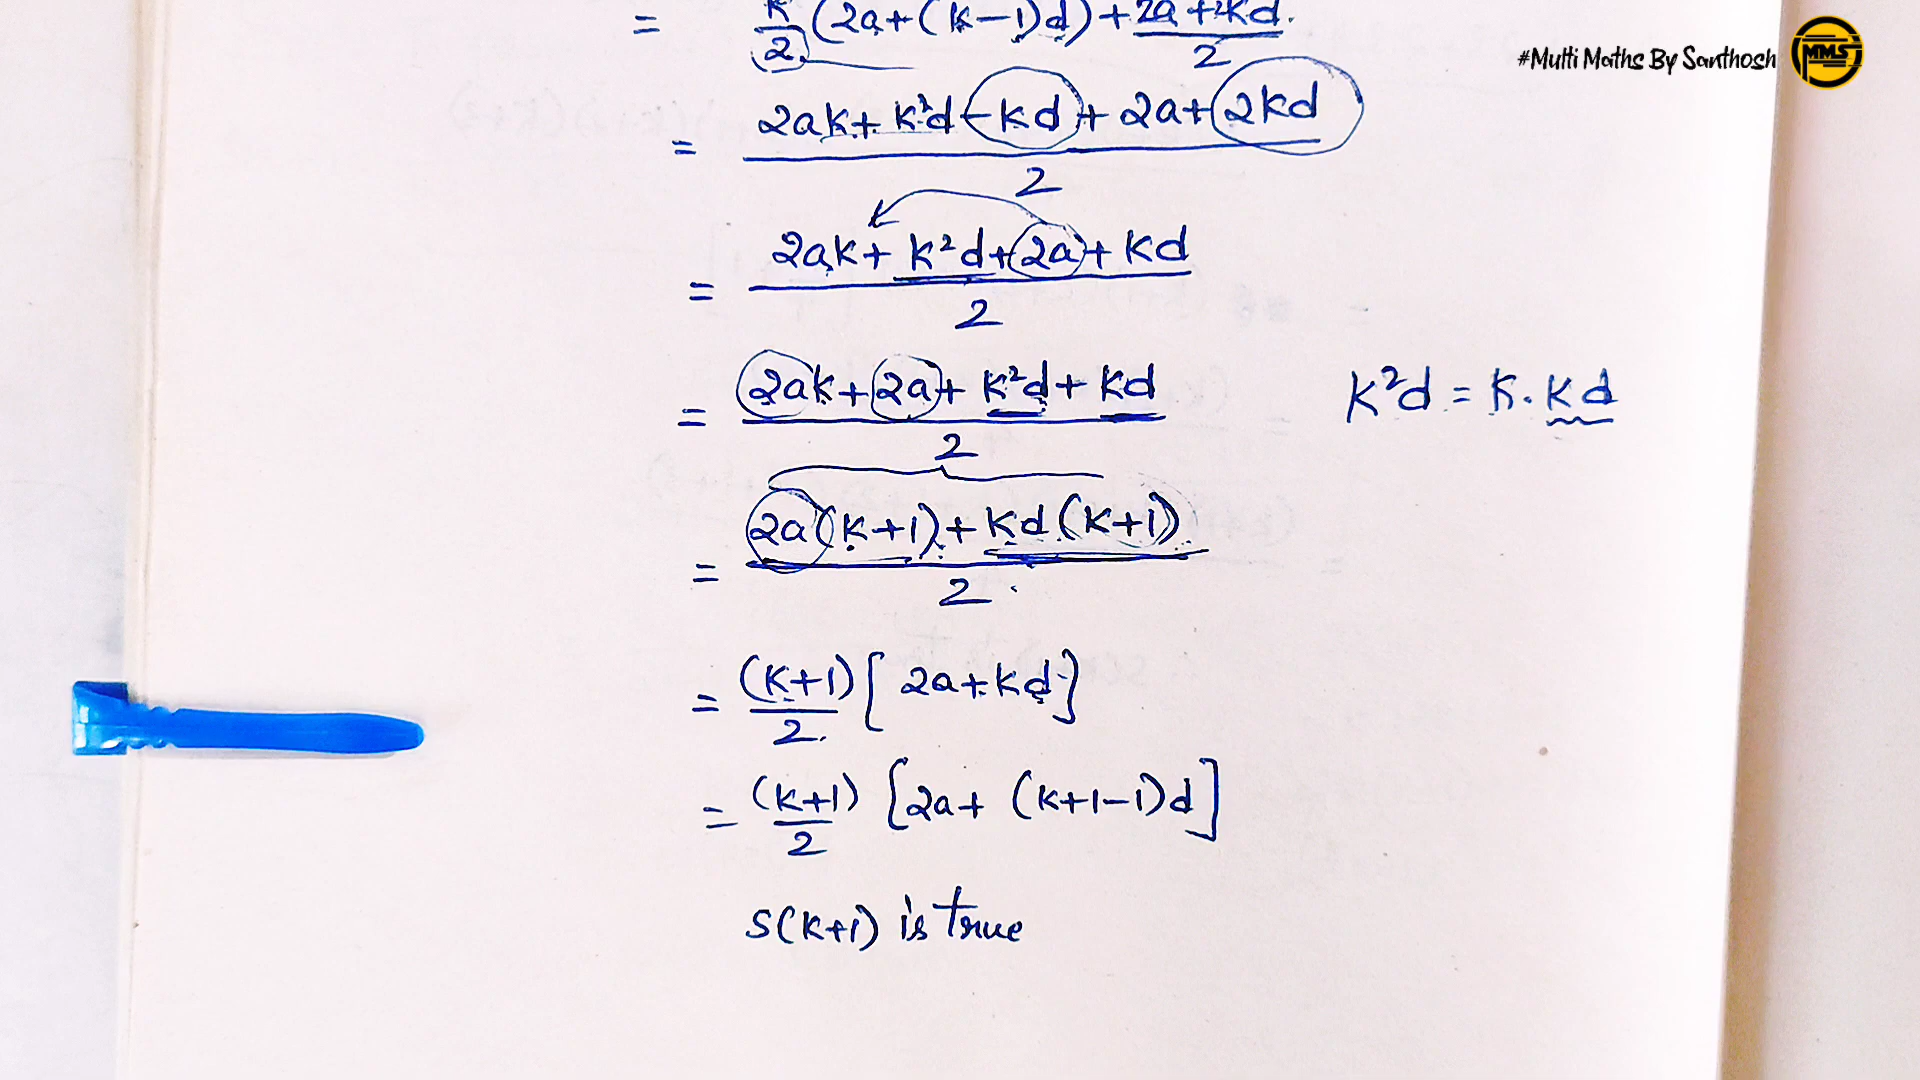 = k/2 (2a+(k-1)d) + 2a+2kd/2
#Multi Maths By Santhosh
MMS
= 2ak+k²d-kd+2a+2kd / 2
= 2ak+k²d+2a+kd / 2
= 2ak+2a+k²d+kd / 2
k²d = k.kd
= 2a(k+1)+kd(k+1) / 2
= (k+1)/2 [2a+kd]
= (k+1)/2 [2a+(k+1-1)d]
S(k+1) is true